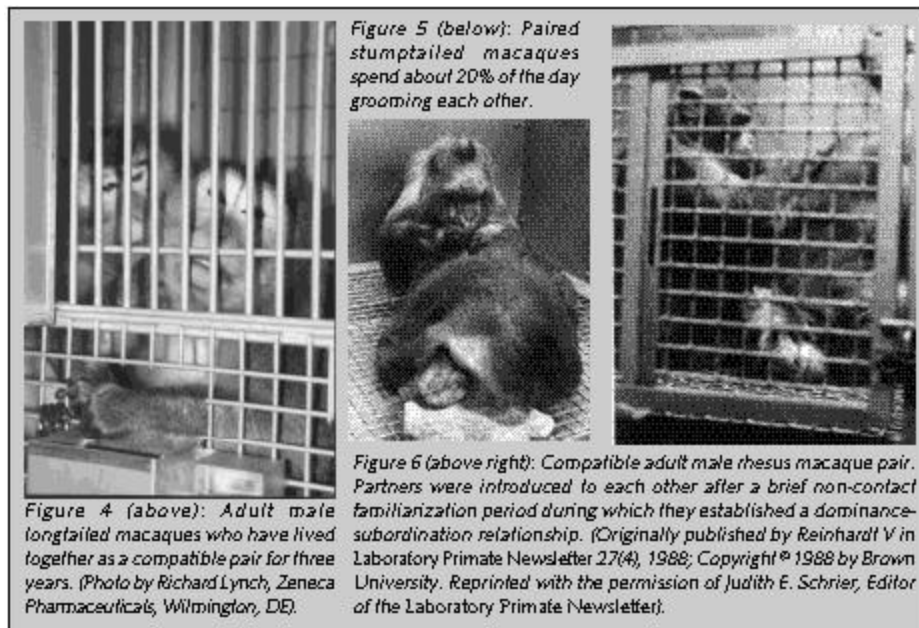 Figure 5 (below): Paired
stumptailed macaques
spend about 20% of the day
grooming each other.
Figure 4 (above): Adult male
longtailed macaques who have lived
together as a compatible pair for three
years. (Photo by Richard Lynch, Zeneca
Pharmaceuticals, Wilmington, DE).
Figure 6 (above right): Compatible adult male rhesus macaque pair.
Partners were introduced to each other after a brief non-contact
familiarization period during which they established a dominance-
subordination relationship. (Originally published by Reinhardt V in
Laboratory Primate Newsletter 27(4), 1988; Copyright © 1988 by Brown
University. Reprinted with the permission of Judith E. Schrier, Editor
of the Laboratory Primate Newsletter).